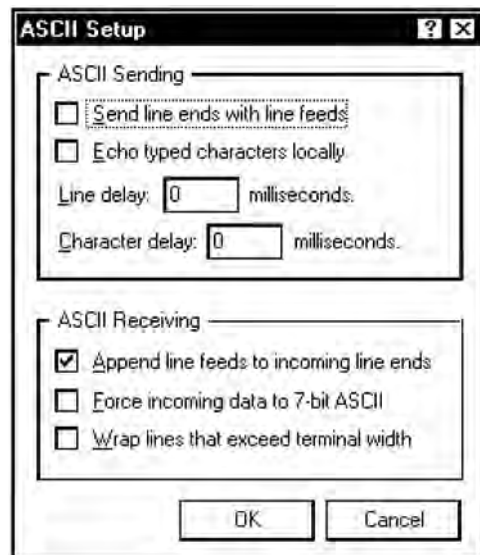 ASCII Setup
ASCII Sending
Send line ends with line feeds
Echo typed characters locally
Line delay: 0 milliseconds.
Character delay: 0 milliseconds.
ASCII Receiving
Append line feeds to incoming line ends
Force incoming data to 7-bit ASCII
Wrap lines that exceed terminal width
OK Cancel